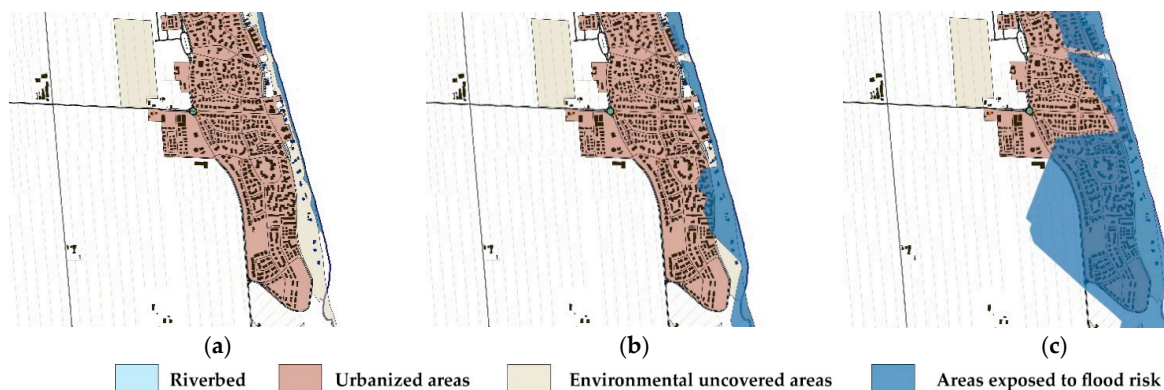 (a) (b) (c)
Riverbed Urbanized areas Environmental uncovered areas Areas exposed to flood risk